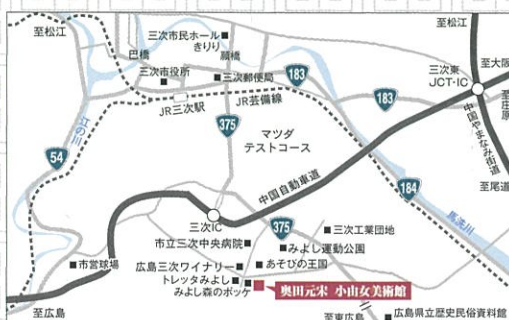 至松江
三次市民ホール
きりり
巴橋
願橋
三次市役所
三次郵便局
JR三次駅
JR芸備線
183
183
375
江の川
54
マツダ
テストコース
至松江
三次東
JCT・IC
至大阪
至庄原
中国やまなみ街道
至尾道
中国自動車道
184
馬洗川
三次IC
375
市立三次中央病院
三次工業団地
みよし運動公園
市営球場
広島三次ワイナリー
あそびの王国
トレッタみよし
みよし森のポッケ
奥田元宋 小由女美術館
至広島
至東広島
広島県立歴史民俗資料館